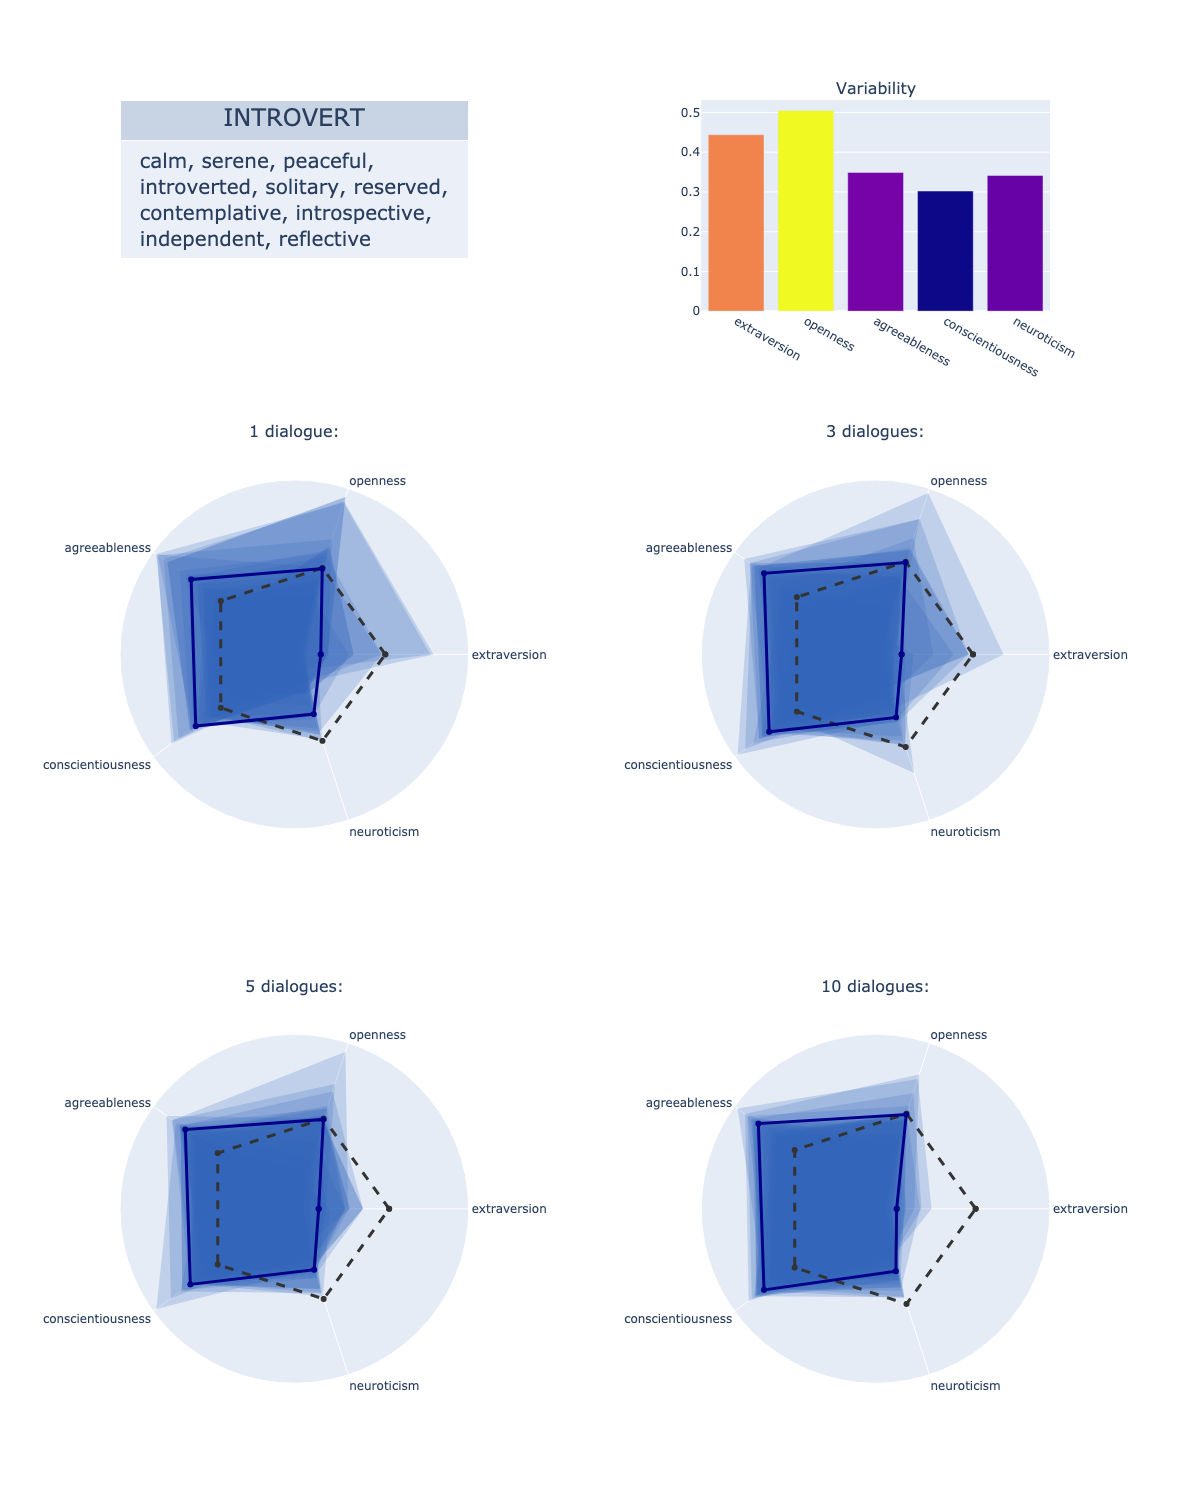 INTROVERT
calm, serene, peaceful,
introverted, solitary, reserved,
contemplative, introspective,
independent, reflective
Variability
0.5
0.4
0.3
0.2
0.1
0
extraversion
openness
agreeableness
conscientiousness
neuroticism
1 dialogue:
openness
agreeableness
extraversion
conscientiousness
neuroticism
3 dialogues:
openness
agreeableness
extraversion
conscientiousness
neuroticism
5 dialogues:
openness
agreeableness
extraversion
conscientiousness
neuroticism
10 dialogues:
openness
agreeableness
extraversion
conscientiousness
neuroticism